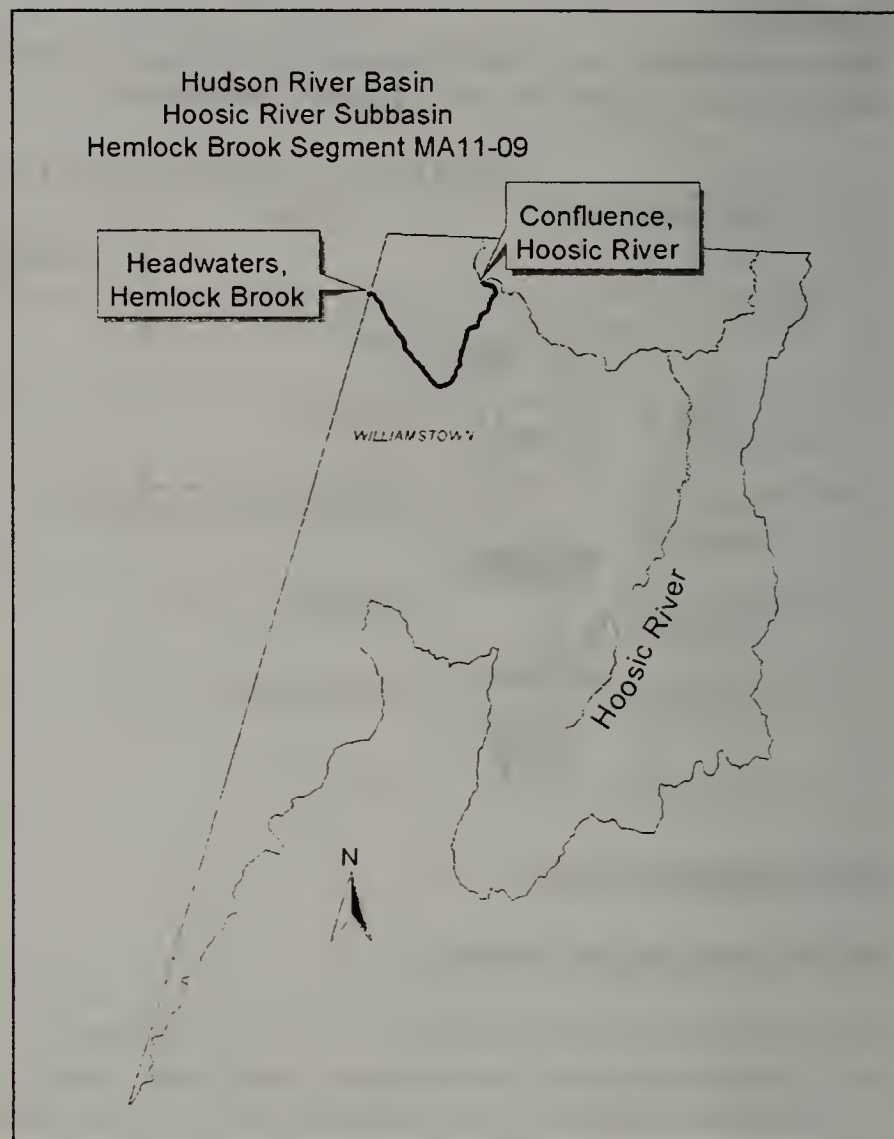 Hudson River Basin
Hoosic River Subbasin
Hemlock Brook Segment MA11-09
Confluence,
Hoosic River
Headwaters,
Hemlock Brook
WILLIAMSTOWN
Hoosic River
N